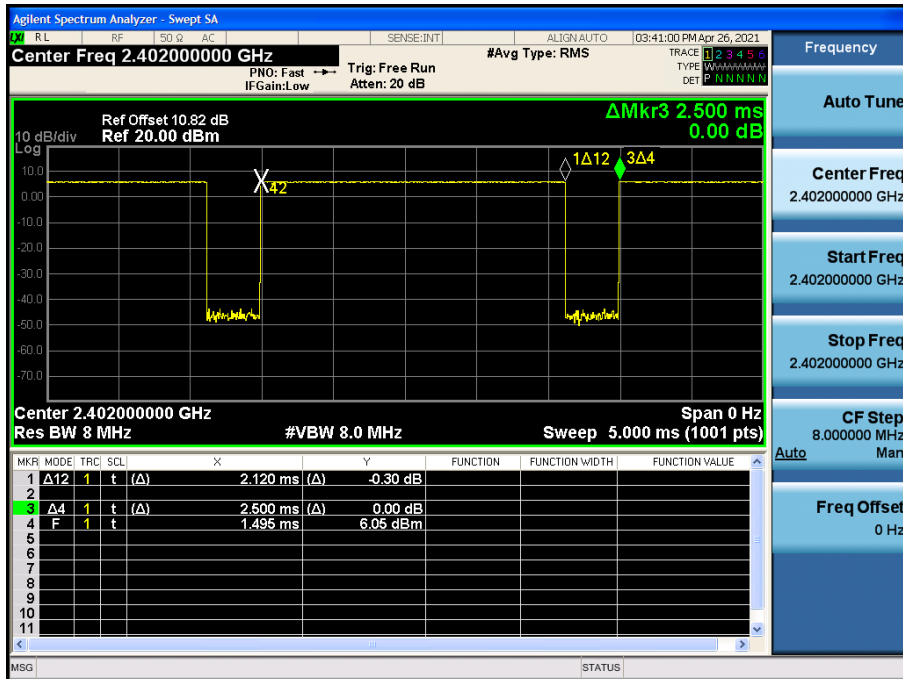 Agilent Spectrum Analyzer - Swept SA
LXI RL RF 50 Ω AC SENSE:INT ALIGN AUTO 03:41:00 PM Apr 26, 2021
Center Freq 2.402000000 GHz
#Avg Type: RMS
TRACE 1 2 3 4 5 6
PNO: Fast
Trig: Free Run
TYPE WWWWWW
IFGain:Low
Atten: 20 dB
DET P N N N N N
ΔMkr3 2.500 ms
0.00 dB
Ref Offset 10.82 dB
10 dB/div Ref 20.00 dBm
Log
1Δ12 3Δ4
10.0
42
0.00
-10.0
-20.0
-30.0
-40.0
-50.0
-60.0
-70.0
Center 2.402000000 GHz Span 0 Hz
Res BW 8 MHz #VBW 8.0 MHz Sweep 5.000 ms (1001 pts)
MKR MODE TRC SCL X Y FUNCTION FUNCTION WIDTH FUNCTION VALUE
1 Δ12 1 t (Δ) 2.120 ms (Δ) -0.30 dB
2
3 Δ4 1 t (Δ) 2.500 ms (Δ) 0.00 dB
4 F 1 t 1.495 ms 6.05 dBm
5
6
7
8
9
10
11
MSG STATUS
Frequency
Auto Tune
Center Freq
2.402000000 GHz
Start Freq
2.402000000 GHz
Stop Freq
2.402000000 GHz
CF Step
8.000000 MHz
Auto Man
Freq Offset
0 Hz